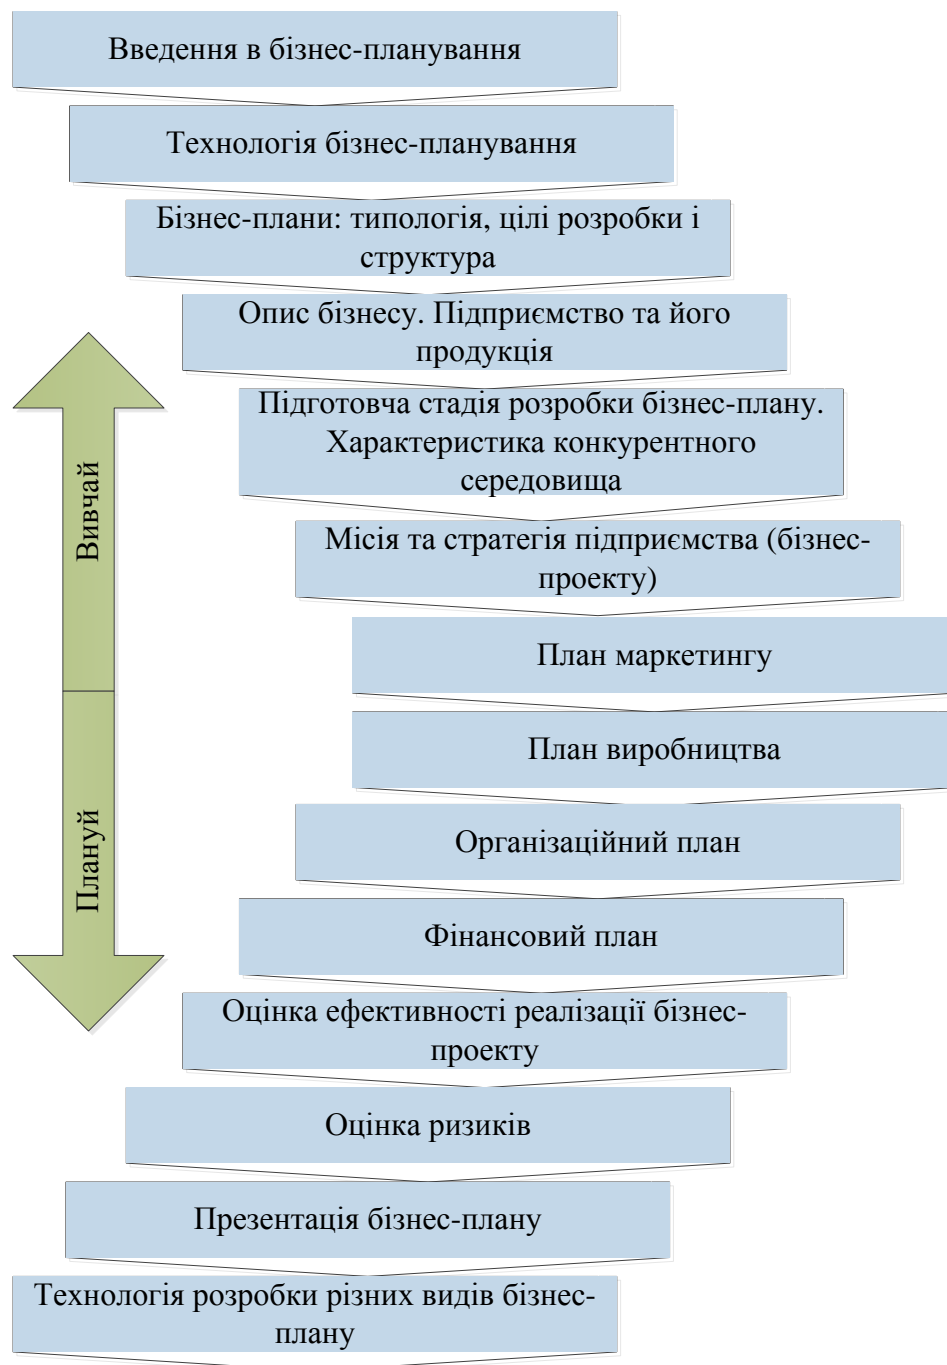 Введення в бізнес-планування
Технологія бізнес-планування
Бізнес-плани: типологія, цілі розробки і
структура
Опис бізнесу. Підприємство та його
продукція
Підготовча стадія розробки бізнес-плану.
Характеристика конкурентного
середовища
Місія та стратегія підприємства (бізнес-
проекту)
План маркетингу
План виробництва
Організаційний план
Фінансовий план
Оцінка ефективності реалізації бізнес-
проекту
Оцінка ризиків
Презентація бізнес-плану
Технологія розробки різних видів бізнес-
плану
Вивчай
Плануй